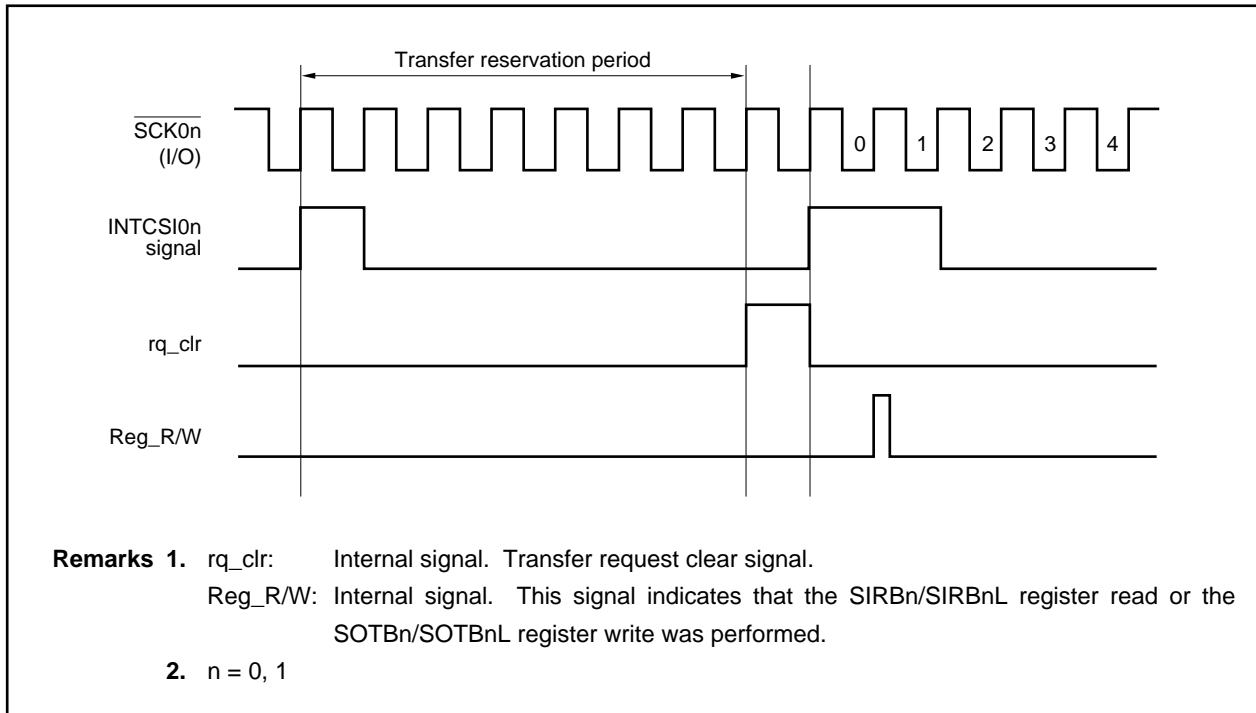 Transfer reservation period
SCK0n
(I/O)
0 1 2 3 4
INTCSI0n
signal
rq_clr
Reg_R/W
Remarks 1. rq_clr: Internal signal. Transfer request clear signal.
Reg_R/W: Internal signal. This signal indicates that the SIRBn/SIRBnL register read or the
SOTBn/SOTBnL register write was performed.
2. n = 0, 1